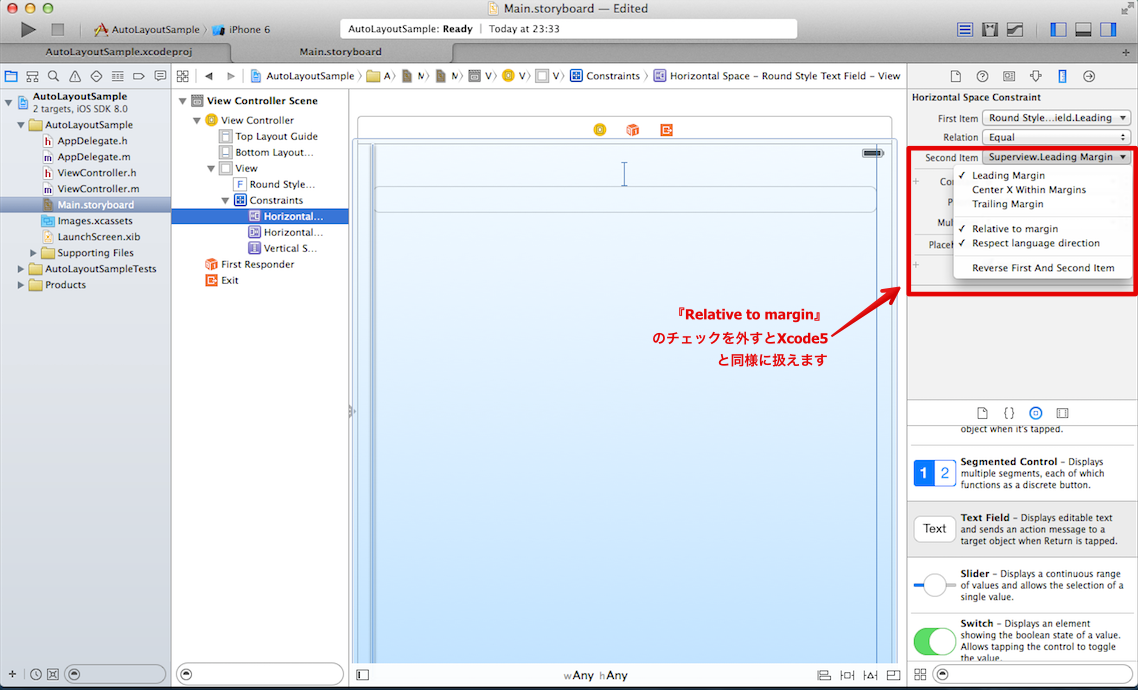 Main.storyboard — Edited
AutoLayoutSample
iPhone 6
AutoLayoutSample: Ready | Today at 23:33
AutoLayoutSample.xcodeproj
Main.storyboard
AutoLayoutSample
A
M
M
V
V
V
Constraints
Horizontal Space - Round Style Text Field - View
AutoLayoutSample
2 targets, iOS SDK 8.0
AutoLayoutSample
AppDelegate.h
AppDelegate.m
ViewController.h
ViewController.m
Main.storyboard
Images.xcassets
LaunchScreen.xib
Supporting Files
AutoLayoutSampleTests
Products
View Controller Scene
View Controller
Top Layout Guide
Bottom Layout...
View
Round Style...
Constraints
Horizontal...
Horizontal...
Vertical S...
First Responder
Exit
『Relative to margin』
のチェックを外すとXcode5
と同様に扱えます
wAny hAny
Horizontal Space Constraint
First Item Round Style...ield.Leading
Relation Equal
Second Item Superview.Leading Margin
Co
P
Mul
Placeh
✓ Leading Margin
Center X Within Margins
Trailing Margin
✓ Relative to margin
✓ Respect language direction
Reverse First And Second Item
object when it's tapped.
1 2
Segmented Control - Displays
multiple segments, each of which
functions as a discrete button.
Text
Text Field - Displays editable text
and sends an action message to a
target object when Return is tapped.
Slider - Displays a continuous range
of values and allows the selection of a
single value.
Switch - Displays an element
showing the boolean state of a value.
Allows tapping the control to toggle
the value.